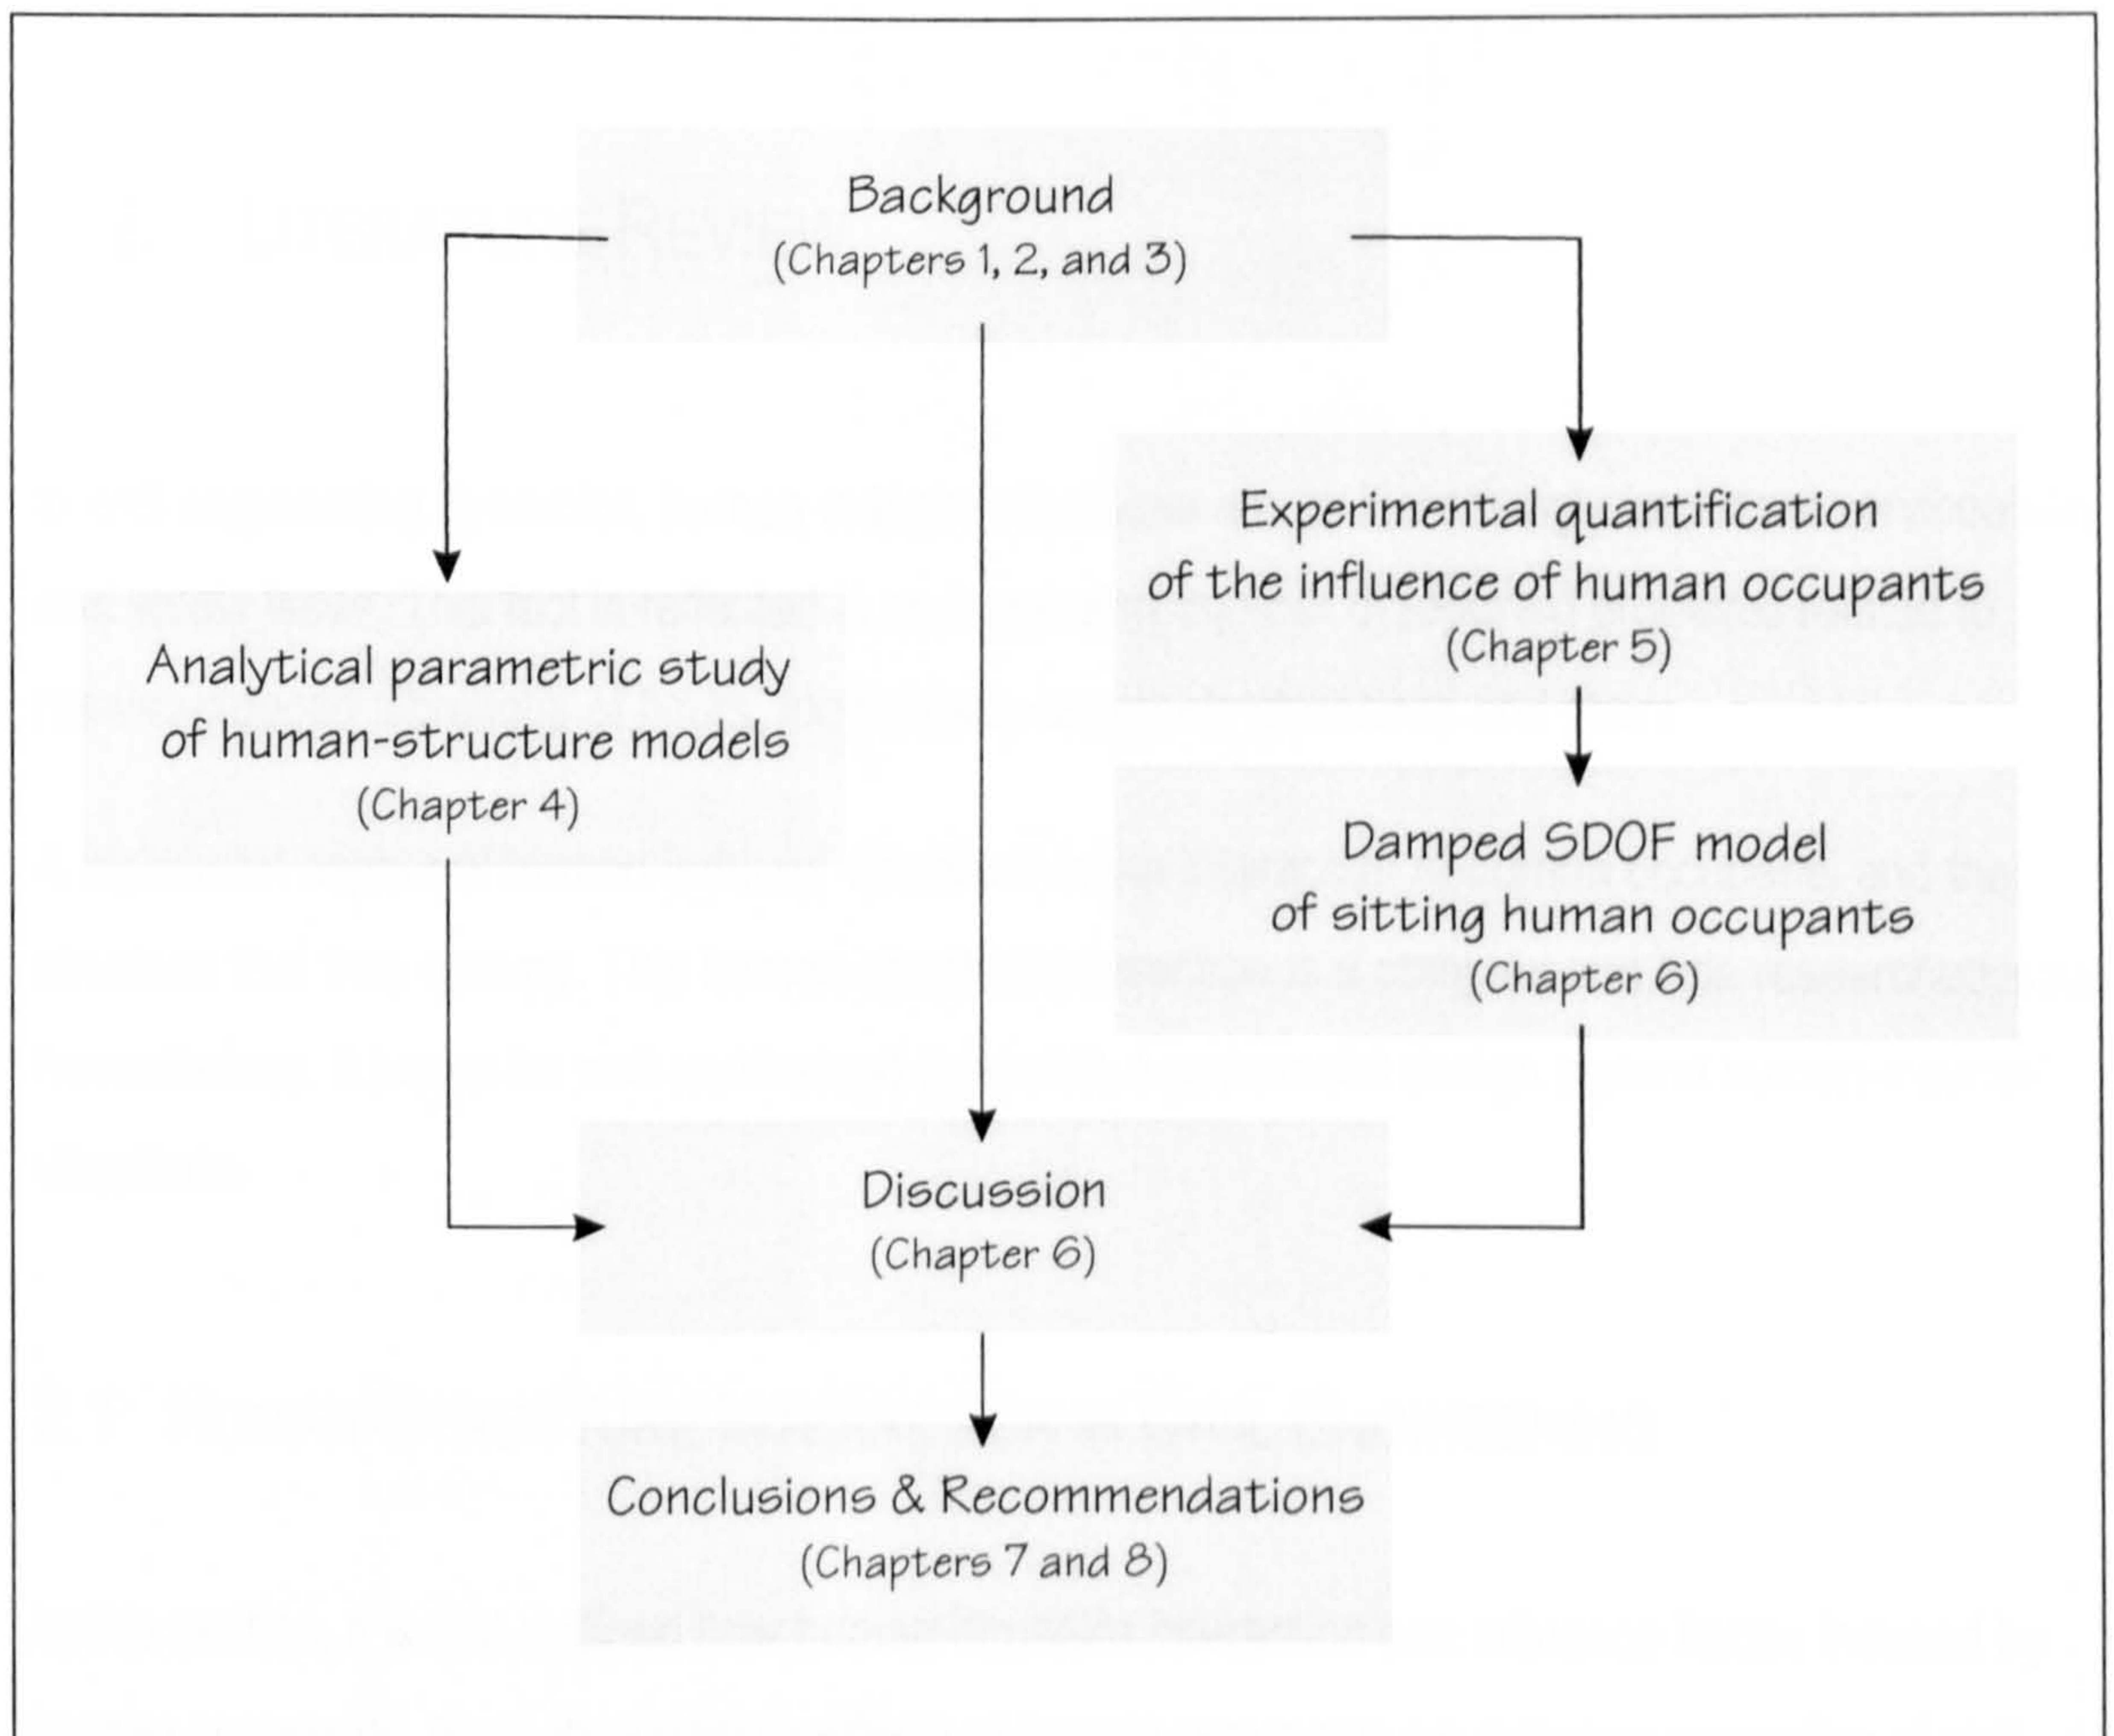 Background
(Chapters 1, 2, and 3)
Experimental quantification
of the influence of human occupants
(Chapter 5)
Analytical parametric study
of human-structure models
(Chapter 4)
Damped SDOF model
of sitting human occupants
(Chapter 6)
Discussion
(Chapter 6)
Conclusions & Recommendations
(Chapters 7 and 8)